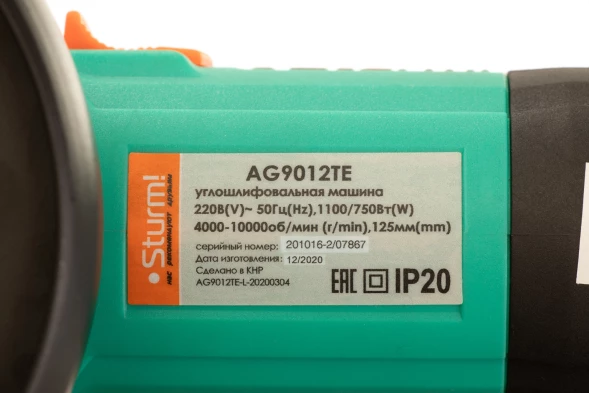 Sturm!
нас рекомендуют друзьям
AG9012TE
углошлифовальная машина
220В(V)~ 50Гц(Hz),1100/750Вт(W)
4000-10000об/мин (r/min),125мм(mm)
серийный номер: 201016-2/07867
Дата изготовления: 12/2020
Сделано в КНР
AG9012TE-L-20200304
EAC IP20